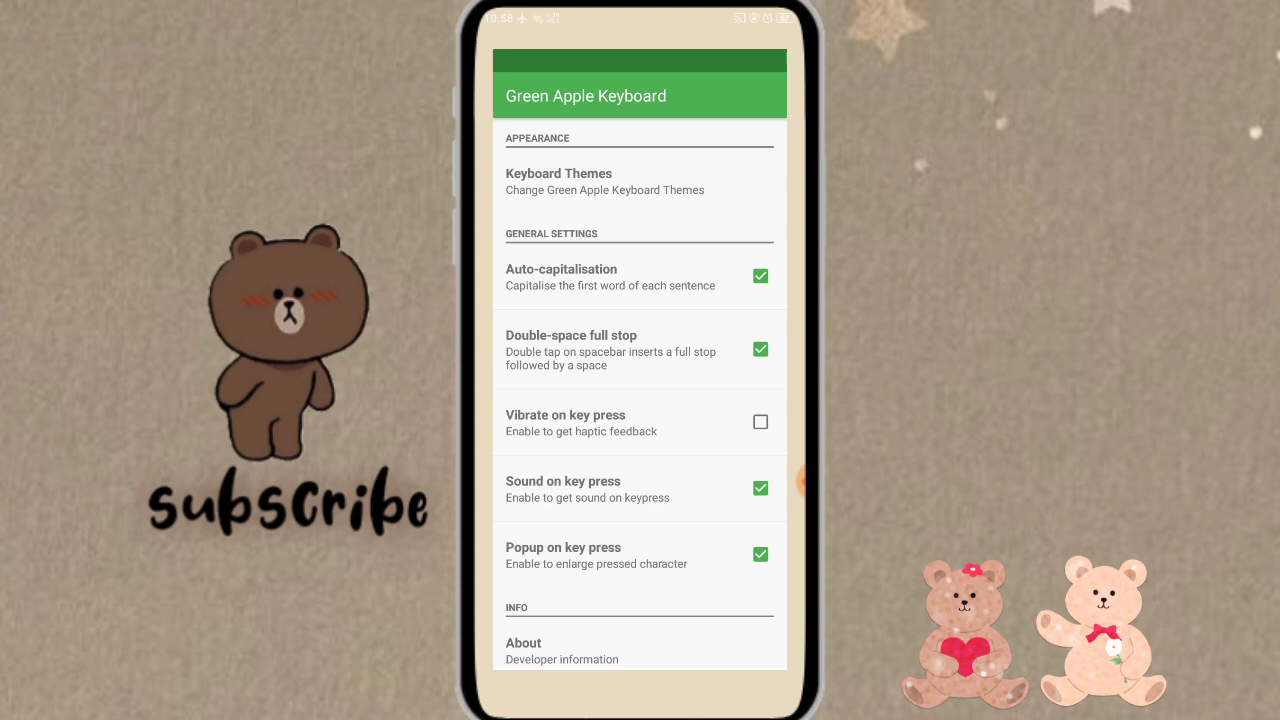 10.58
Green Apple Keyboard
APPEARANCE
Keyboard Themes
Change Green Apple Keyboard Themes
GENERAL SETTINGS
Auto-capitalisation
Capitalise the first word of each sentence
Double-space full stop
Double tap on spacebar inserts a full stop
followed by a space
Vibrate on key press
Enable to get haptic feedback
Sound on key press
Enable to get sound on keypress
Popup on key press
Enable to enlarge pressed character
INFO
About
Developer information
subscribe